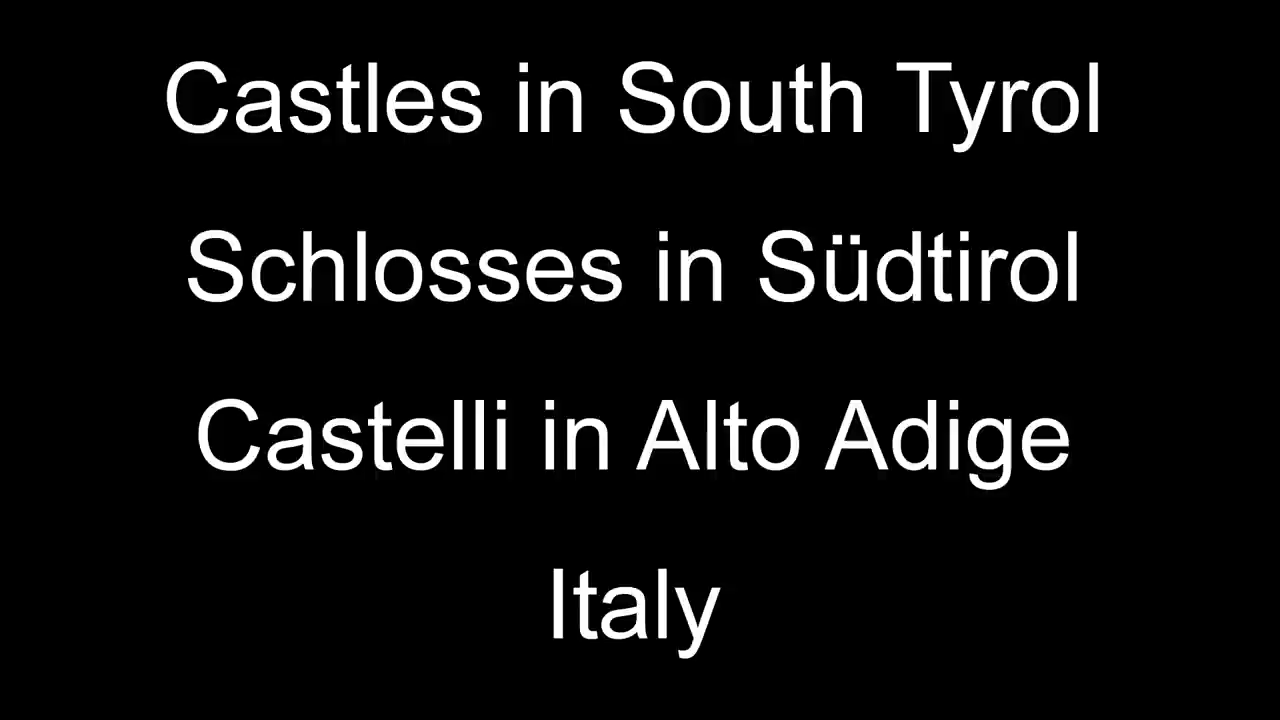 Castles in South Tyrol
Schlosses in Südtirol
Castelli in Alto Adige
Italy